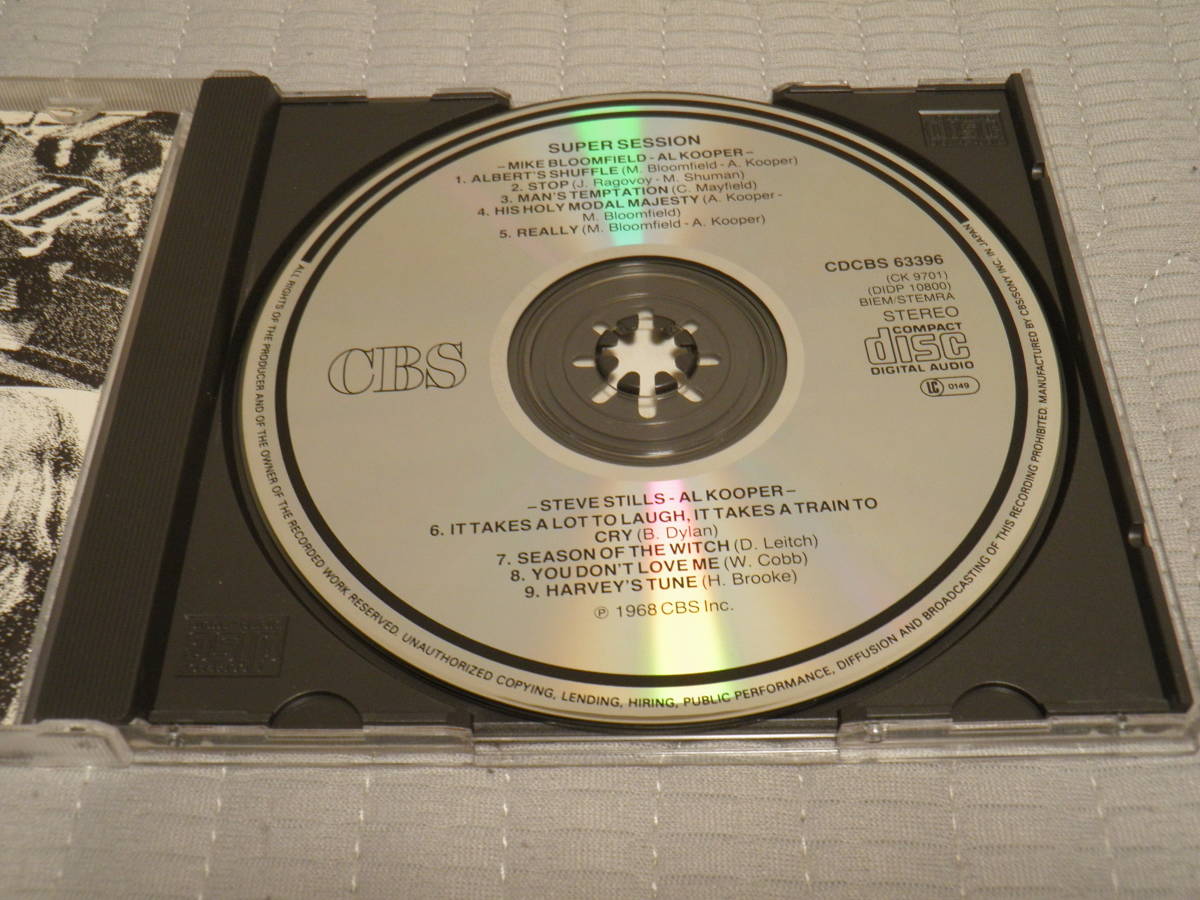 SUPER SESSION
–MIKE BLOOMFIELD - AL KOOPER–
1. ALBERT'S SHUFFLE (M. Bloomfield - A. Kooper)
2. STOP (J. Ragovoy - M. Shuman)
3. MAN'S TEMPTATION (C. Mayfield)
4. HIS HOLY MODAL MAJESTY (A. Kooper -
M. Bloomfield)
5. REALLY (M. Bloomfield - A. Kooper)
CDCBS 63396
(CK 9701)
(DIDP 10800)
BIEM/STEMRA
STEREO
COMPACT
disc
DIGITAL AUDIO
LC 0149
CBS
–STEVE STILLS - AL KOOPER–
6. IT TAKES A LOT TO LAUGH, IT TAKES A TRAIN TO
CRY (B. Dylan)
7. SEASON OF THE WITCH (D. Leitch)
8. YOU DON'T LOVE ME (W. Cobb)
9. HARVEY'S TUNE (H. Brooke)
℗ 1968 CBS Inc.
ALL RIGHTS OF THE PRODUCER AND OF THE OWNER OF THE RECORDED WORK RESERVED. UNAUTHORIZED COPYING, LENDING, HIRING, PUBLIC PERFORMANCE, DIFFUSION AND BROADCASTING OF THIS RECORDING PROHIBITED. MANUFACTURED BY CBS/SONY INC. IN JAPAN
disc